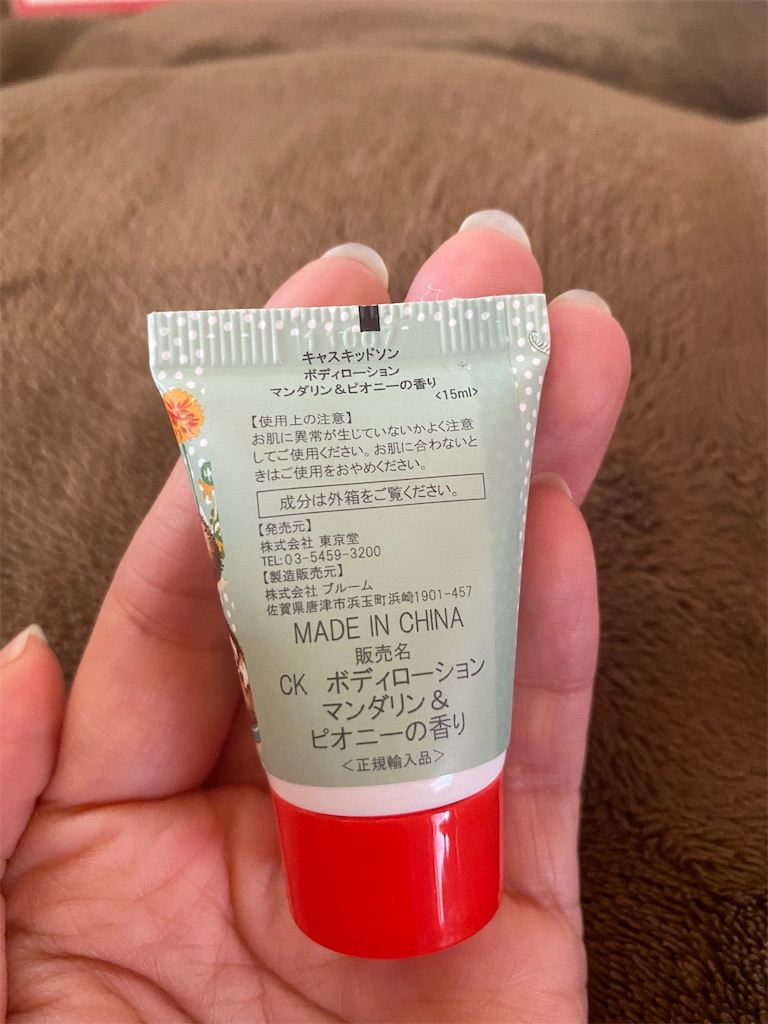 キャスキッドソン
ボディローション
マンダリン&ピオニーの香り
<15ml>
【使用上の注意】
お肌に異常が生じていないかよく注意
してご使用ください。お肌に合わないと
きはご使用をおやめください。
成分は外箱をご覧ください。
【発売元】
株式会社 東京堂
TEL:03-5459-3200
【製造販売元】
株式会社 ブルーム
佐賀県唐津市浜玉町浜崎1901-457
MADE IN CHINA
販売名
CK ボディローション
マンダリン&
ピオニーの香り
<正規輸入品>